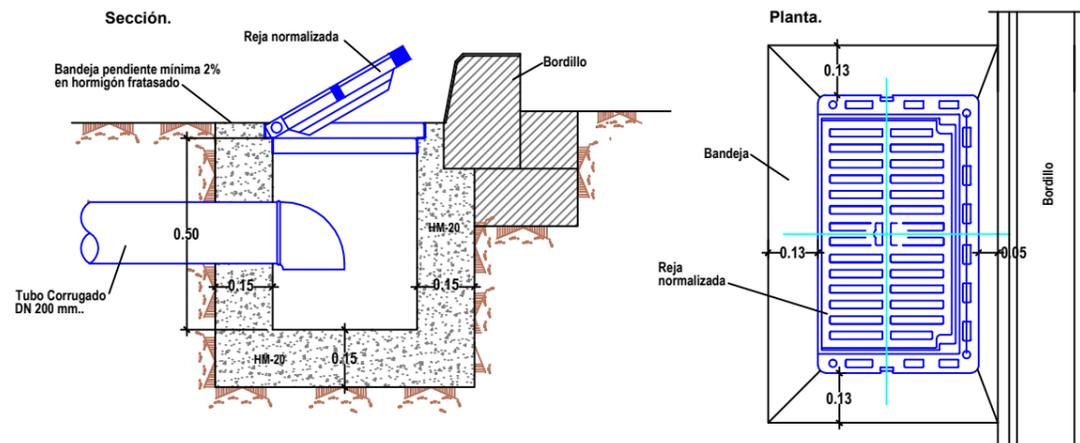 Sección.
Reja normalizada
Bandeja pendiente mínima 2%
en hormigón fratasado
Bordillo
0.50
HM-20
0.15
0.15
Tubo Corrugado
DN 200 mm..
HM-20
0.15
Planta.
0.13
Bandeja
Bordillo
0.13
0.05
Reja
normalizada
0.13